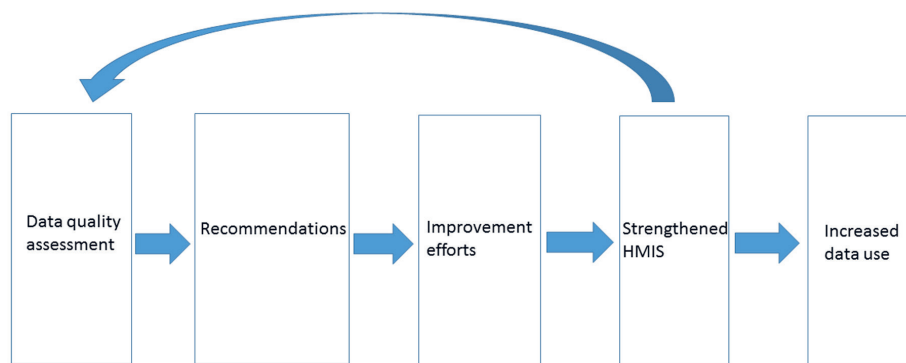 Data quality
assessment
Recommendations
Improvement
efforts
Strengthened
HMIS
Increased
data use